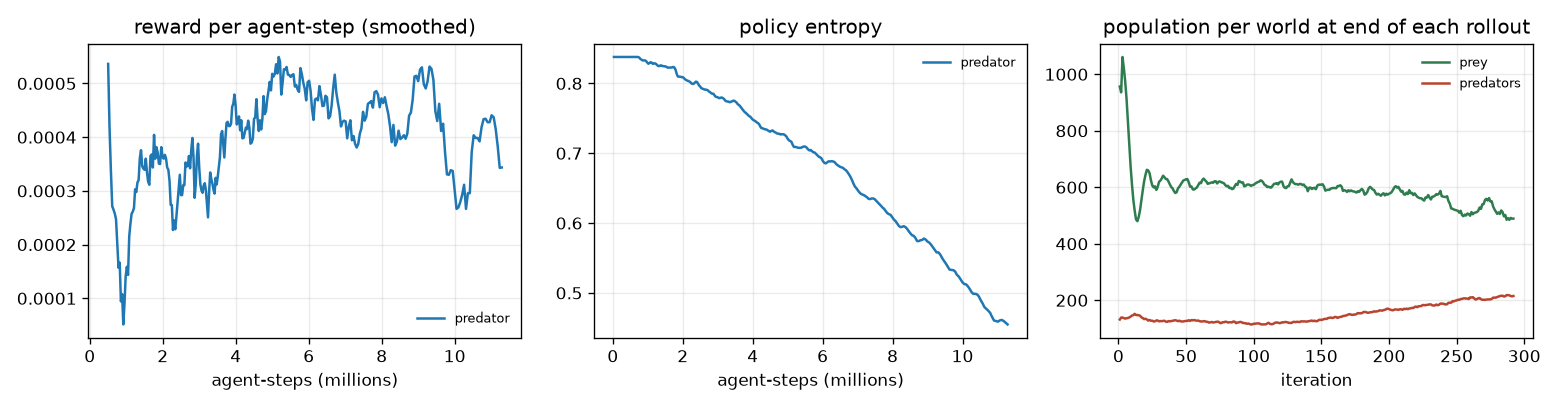 reward per agent-step (smoothed)
0.0005
0.0004
0.0003
0.0002
0.0001
predator
0 2 4 6 8 10
agent-steps (millions)
policy entropy
predator
0.8
0.7
0.6
0.5
0 2 4 6 8 10
agent-steps (millions)
population per world at end of each rollout
prey
predators
1000
800
600
400
200
0 50 100 150 200 250 300
iteration